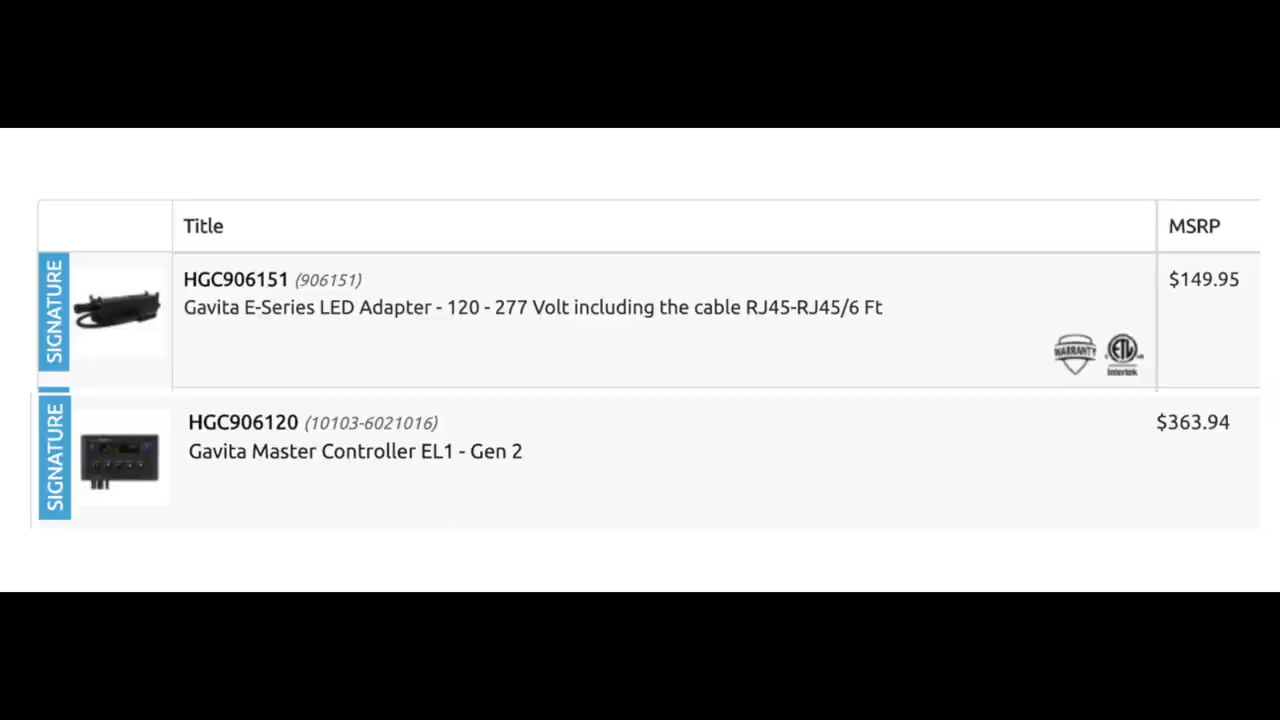 Title
MSRP
SIGNATURE
HGC906151 (906151)
$149.95
Gavita E-Series LED Adapter - 120 - 277 Volt including the cable RJ45-RJ45/6 Ft
WARRANTY
ETL
Intertek
SIGNATURE
HGC906120 (10103-6021016)
$363.94
Gavita Master Controller EL1 - Gen 2